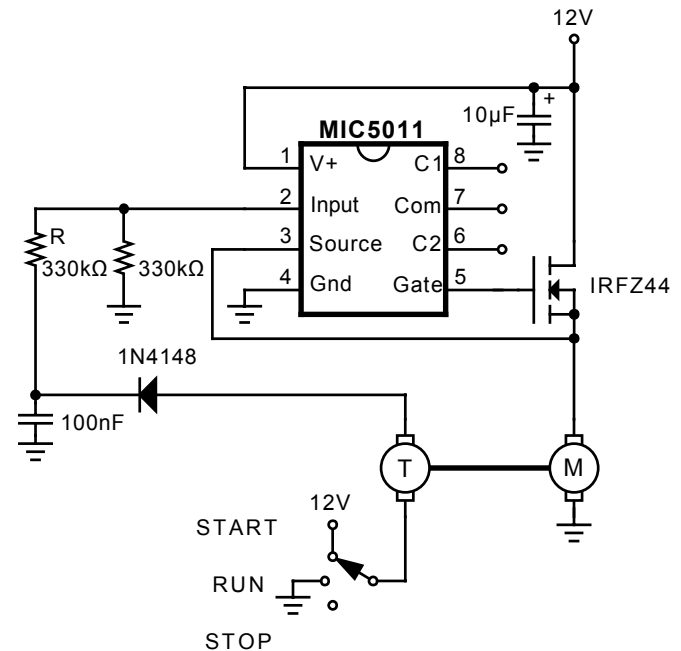 12V
10µF
+
MIC5011
1 V+ C1 8
2 Input Com 7
3 Source C2 6
4 Gnd Gate 5
R
330kΩ
330kΩ
IRFZ44
1N4148
100nF
T
M
12V
START
RUN
STOP